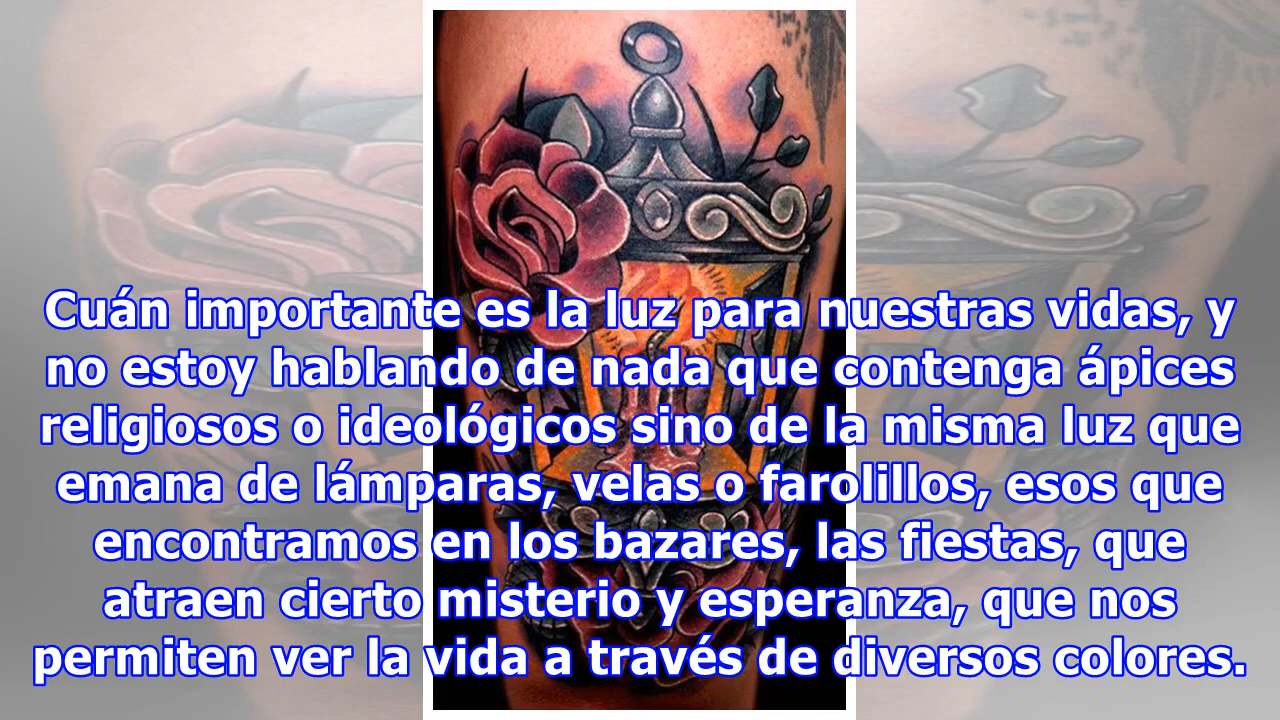 Cuán importante es la luz para nuestras vidas, y
no estoy hablando de nada que contenga ápices
religiosos o ideológicos sino de la misma luz que
emana de lámparas, velas o farolillos, esos que
encontramos en los bazares, las fiestas, que
atraen cierto misterio y esperanza, que nos
permiten ver la vida a través de diversos colores.